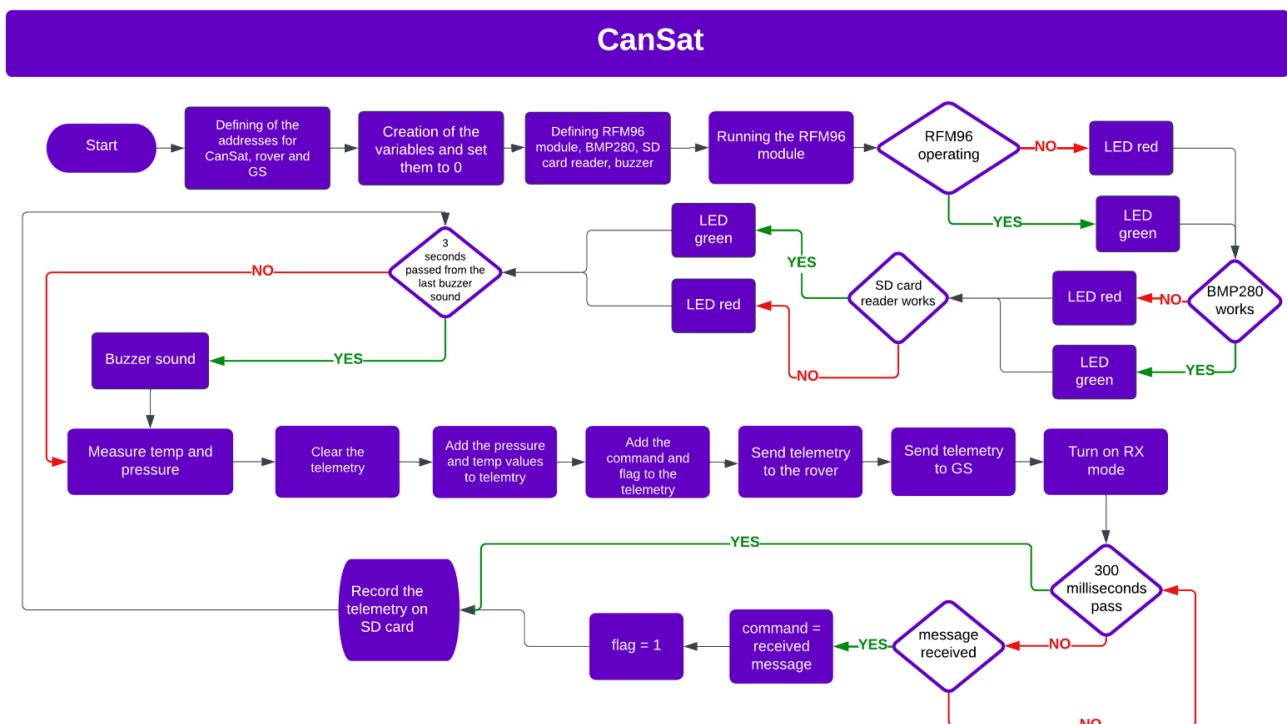 CanSat
Start
Defining of the
addresses for
CanSat, rover and
GS
Creation of the
variables and set
them to 0
Defining RFM96
module, BMP280, SD
card reader, buzzer
Running the RFM96
module
RFM96
operating
NO
LED red
YES
LED
green
BMP280
works
NO
LED red
YES
LED
green
SD card
reader works
YES
LED
green
NO
LED red
3
seconds
passed from the
last buzzer
sound
NO
YES
Buzzer sound
Measure temp and
pressure
Clear the
telemetry
Add the pressure
and temp values
to telemtry
Add the
command and
flag to the
telemetry
Send telemetry
to the rover
Send telemetry
to GS
Turn on RX
mode
300
milliseconds
pass
YES
NO
message
received
YES
command =
received
message
flag = 1
Record the
telemetry on
SD card
NO